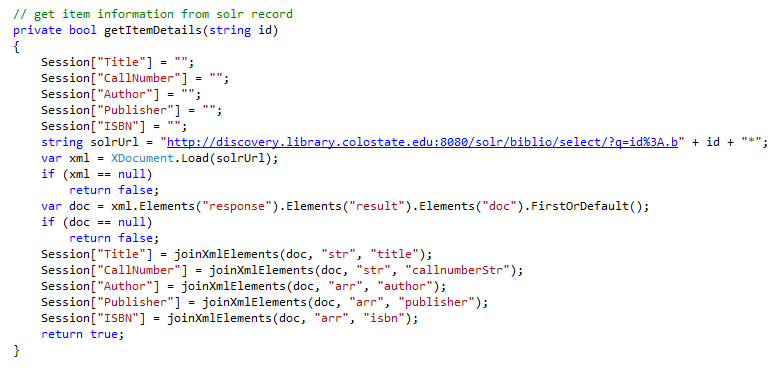 // get item information from solr record
private bool getItemDetails(string id)
{
    Session["Title"] = "";
    Session["CallNumber"] = "";
    Session["Author"] = "";
    Session["Publisher"] = "";
    Session["ISBN"] = "";
    string solrUrl = "http://discovery.library.colostate.edu:8080/solr/biblio/select/?q=id%3A.b" + id + "*";
    var xml = XDocument.Load(solrUrl);
    if (xml == null)
        return false;
    var doc = xml.Elements("response").Elements("result").Elements("doc").FirstOrDefault();
    if (doc == null)
        return false;
    Session["Title"] = joinXmlElements(doc, "str", "title");
    Session["CallNumber"] = joinXmlElements(doc, "str", "callnumberStr");
    Session["Author"] = joinXmlElements(doc, "arr", "author");
    Session["Publisher"] = joinXmlElements(doc, "arr", "publisher");
    Session["ISBN"] = joinXmlElements(doc, "arr", "isbn");
    return true;
}